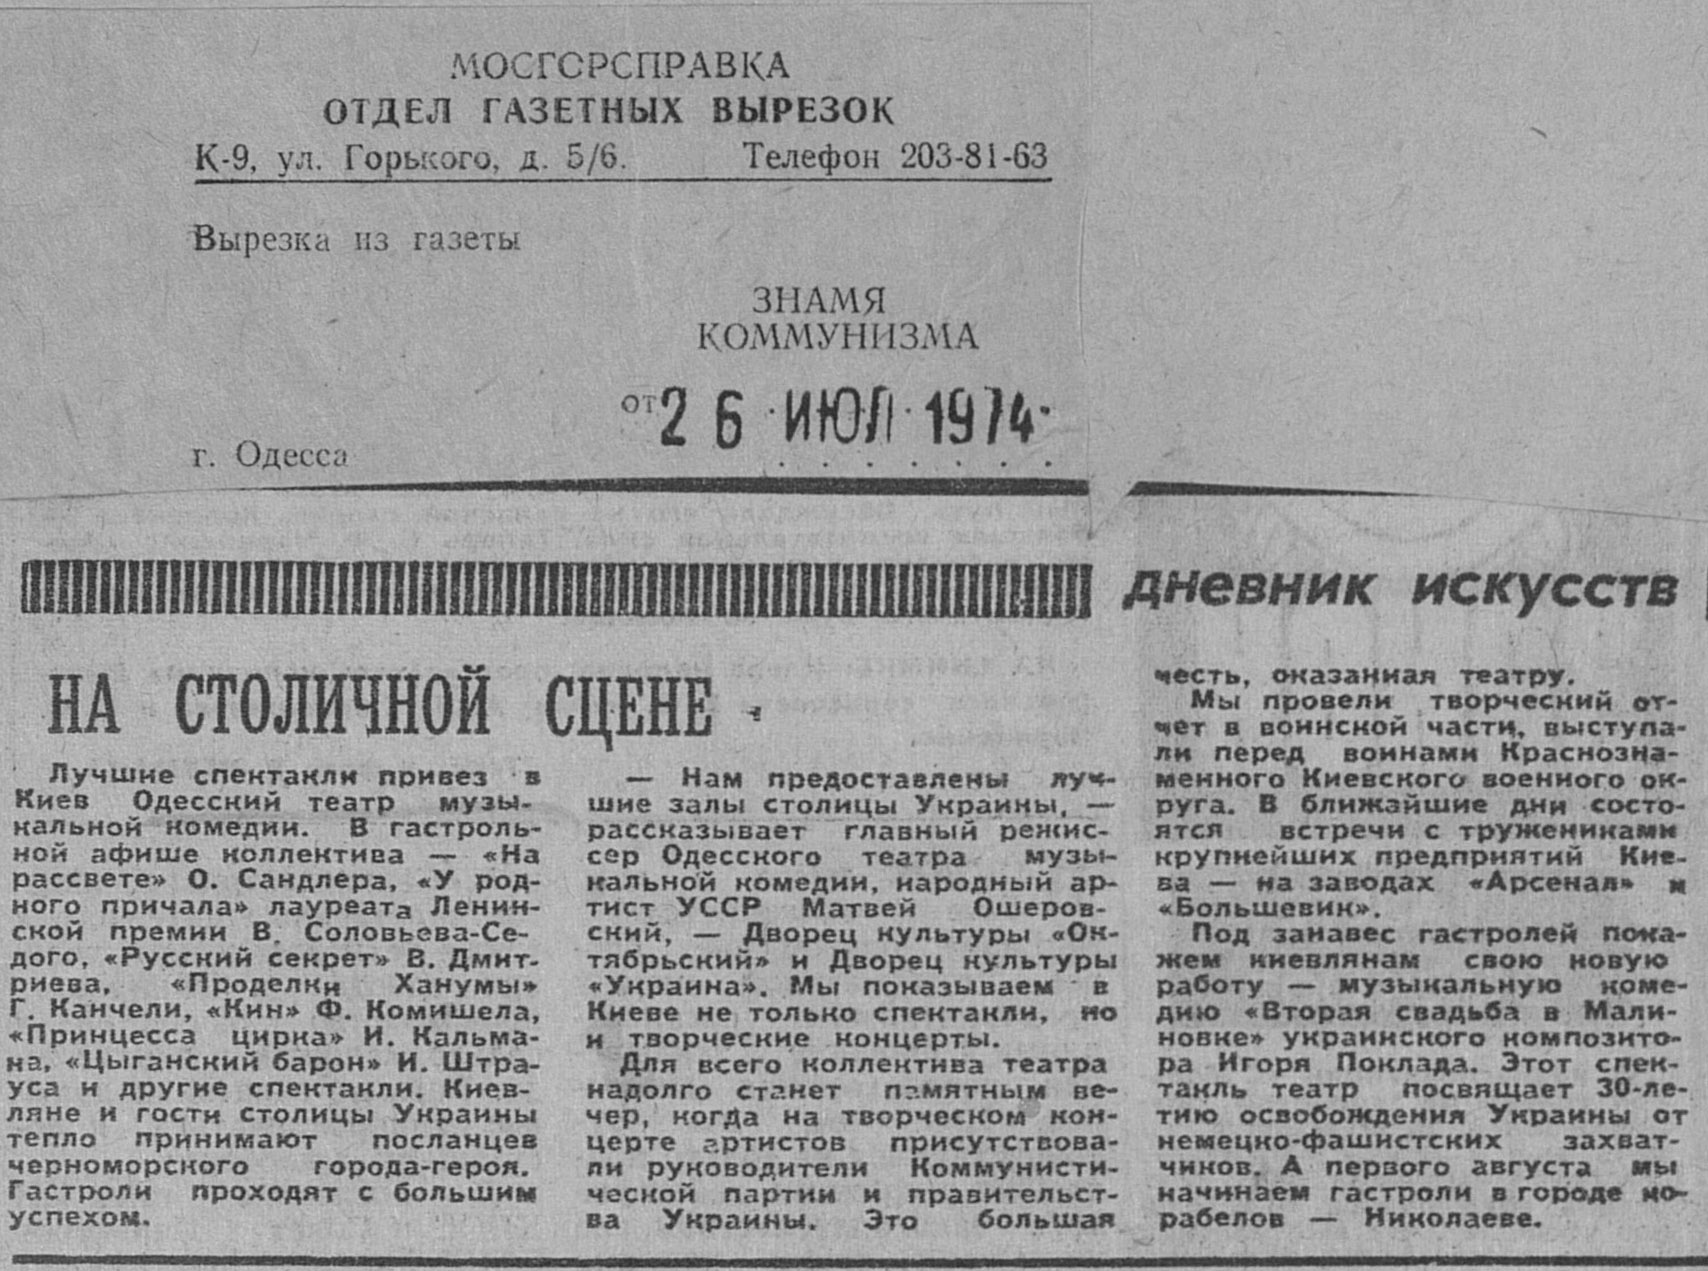 МОСГОРСПРАВКА
ОТДЕЛ ГАЗЕТНЫХ ВЫРЕЗОК
К-9, ул. Горького, д. 5/6. Телефон 203-81-63
Вырезка из газеты
ЗНАМЯ
КОММУНИЗМА
от 26 ИЮЛ 1974
г. Одесса
дневник искусств
НА СТОЛИЧНОЙ СЦЕНЕ
Лучшие спектакли привез в
Киев Одесский театр музы-
кальной комедии. В гастроль-
ной афише коллектива — «На
рассвете» О. Сандлера, «У род-
ного причала» лауреата Ленин-
ской премии В. Соловьева-Се-
дого, «Русский секрет» В. Дмит-
риева, «Проделки Ханумы»
Г. Канчели, «Кин» Ф. Комишела,
«Принцесса цирка» И. Кальма-
на, «Цыганский барон» И. Штра-
уса и другие спектакли. Киев-
ляне и гости столицы Украины
тепло принимают посланцев
черноморского города-героя.
Гастроли проходят с большим
успехом.
— Нам предоставлены луч-
шие залы столицы Украины, —
рассказывает главный режис-
сер Одесского театра музы-
кальной комедии, народный ар-
тист УССР Матвей Ошеров-
ский, — Дворец культуры «Ок-
тябрьский» и Дворец культуры
«Украина». Мы показываем в
Киеве не только спектакли, но
и творческие концерты.
Для всего коллектива театра
надолго станет памятным ве-
чер, когда на творческом кон-
церте артистов присутствова-
ли руководители Коммунисти-
ческой партии и правительст-
ва Украины. Это большая
честь, оказанная театру.
Мы провели творческий от-
чет в воинской части, выступа-
ли перед воинами Краснозна-
менного Киевского военного ок-
руга. В ближайшие дни состо-
ятся встречи с тружениками
крупнейших предприятий Кие-
ва — на заводах «Арсенал» и
«Большевик».
Под занавес гастролей пока-
жем киевлянам свою новую
работу — музыкальную коме-
дию «Вторая свадьба в Мали-
новке» украинского композито-
ра Игоря Поклада. Этот спек-
такль театр посвящает 30-ле-
тию освобождения Украины от
немецко-фашистских захват-
чиков. А первого августа мы
начинаем гастроли в городе ко-
рабелов — Николаеве.